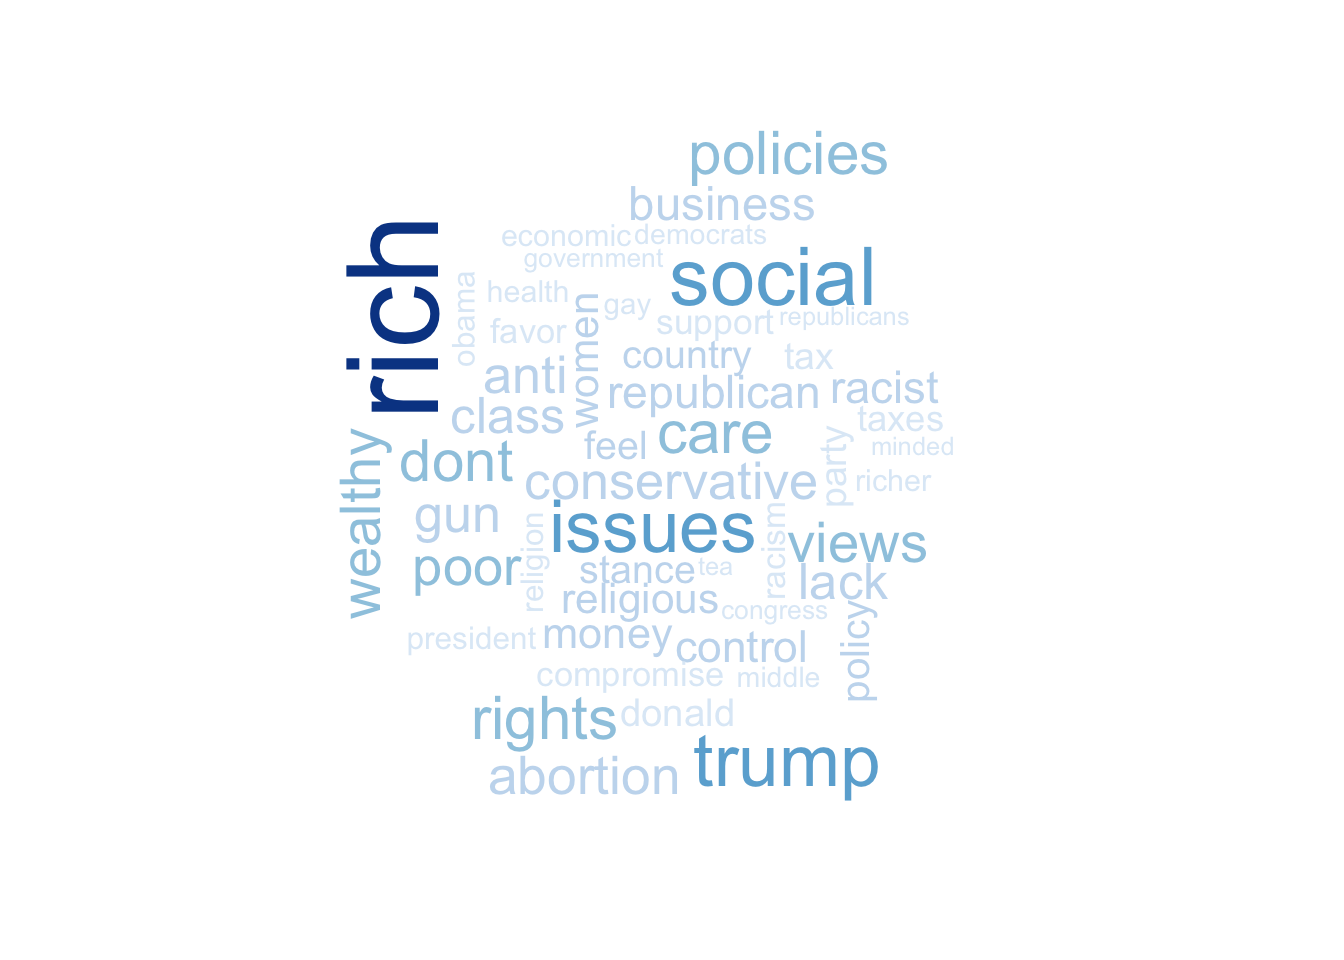 policies
business
economic
democrats
government
social
rich
obama
health
gay
women
support
republicans
favor
country
tax
anti
republican
racist
class
taxes
care
feel
minded
party
wealthy
dont
conservative
richer
gun
issues
racism
views
religion
poor
stance
tea
lack
religious
congress
policy
president
money
control
compromise
middle
rights
donald
trump
abortion